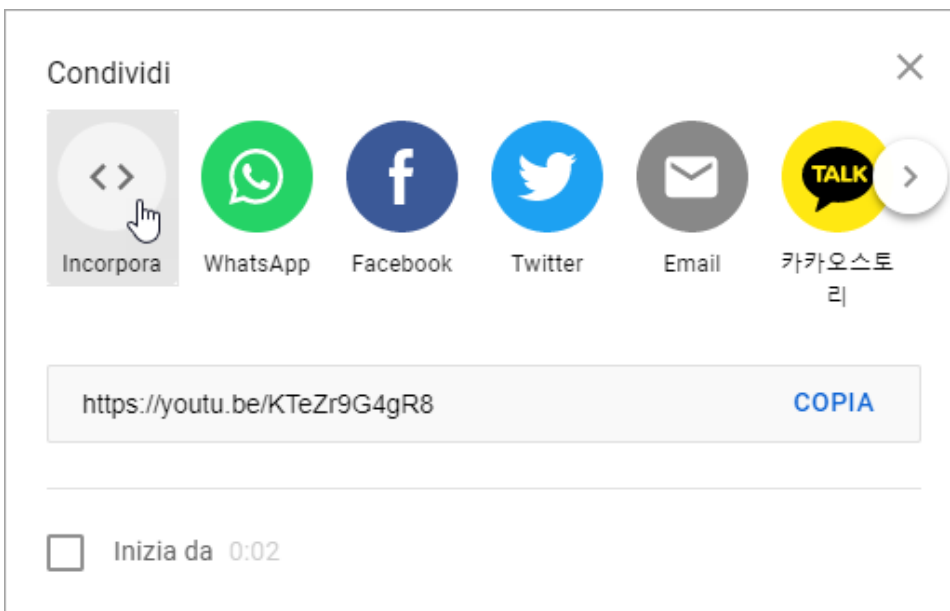 Condividi
TALK
Incorpora
WhatsApp
Facebook
Twitter
Email
카카오스토
리
https://youtu.be/KTeZr9G4gR8
COPIA
Inizia da 0:02